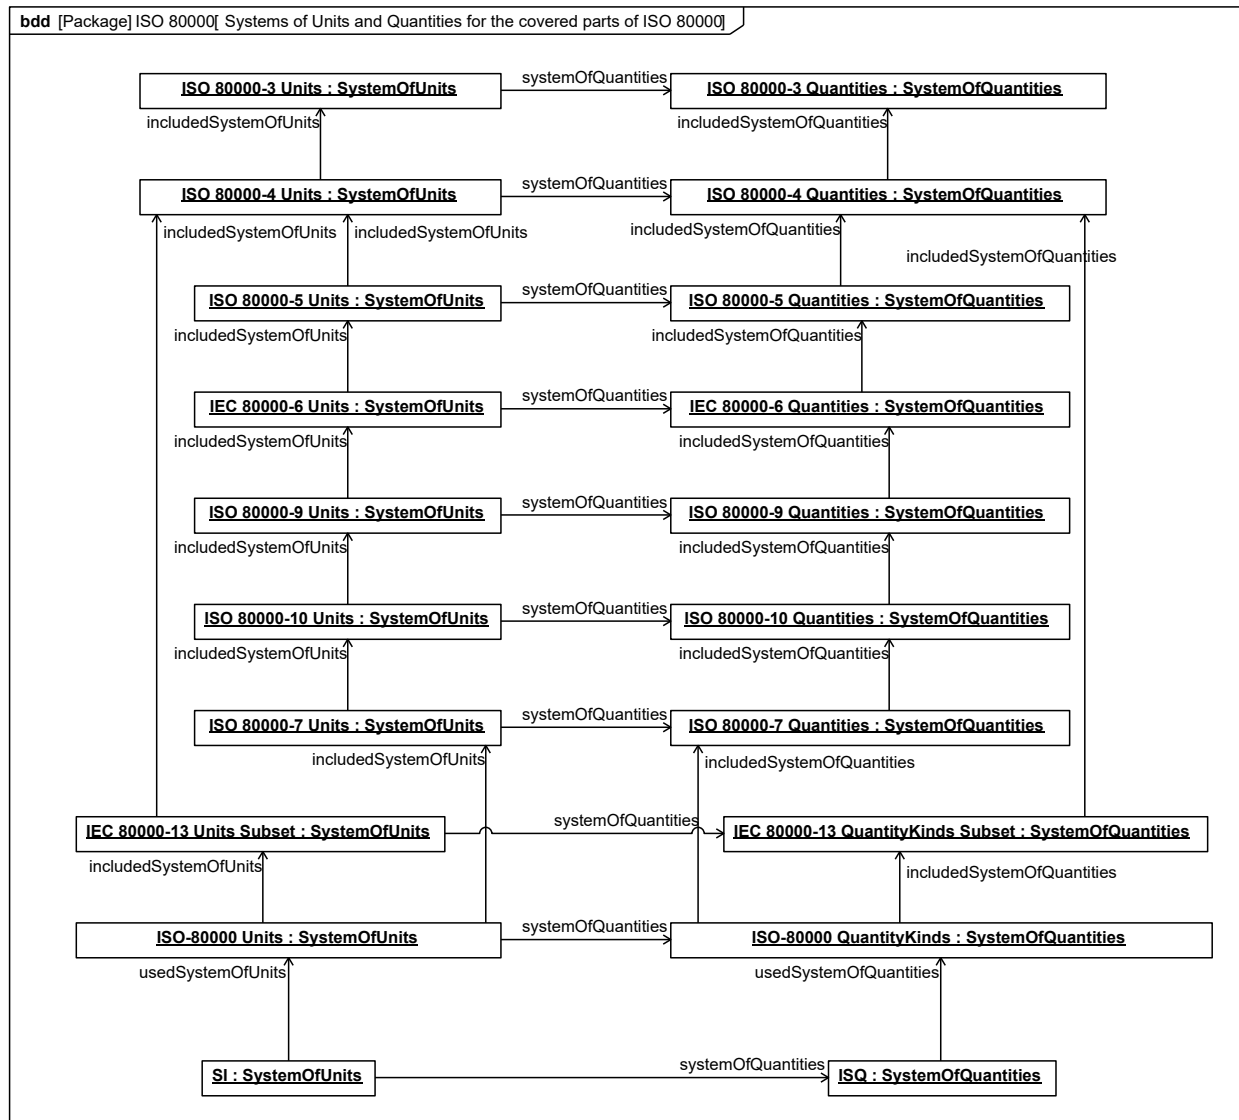 bdd [Package] ISO 80000[ Systems of Units and Quantities for the covered parts of ISO 80000]
systemOfQuantities
ISO 80000-3 Units : SystemOfUnits
ISO 80000-3 Quantities : SystemOfQuantities
includedSystemOfUnits
includedSystemOfQuantities
systemOfQuantities
ISO 80000-4 Units : SystemOfUnits
ISO 80000-4 Quantities : SystemOfQuantities
includedSystemOfUnits
includedSystemOfUnits
includedSystemOfQuantities
includedSystemOfQuantities
systemOfQuantities
ISO 80000-5 Units : SystemOfUnits
ISO 80000-5 Quantities : SystemOfQuantities
includedSystemOfUnits
includedSystemOfQuantities
systemOfQuantities
IEC 80000-6 Units : SystemOfUnits
IEC 80000-6 Quantities : SystemOfQuantities
includedSystemOfUnits
includedSystemOfQuantities
systemOfQuantities
ISO 80000-9 Units : SystemOfUnits
ISO 80000-9 Quantities : SystemOfQuantities
includedSystemOfUnits
includedSystemOfQuantities
systemOfQuantities
ISO 80000-10 Units : SystemOfUnits
ISO 80000-10 Quantities : SystemOfQuantities
includedSystemOfUnits
includedSystemOfQuantities
systemOfQuantities
ISO 80000-7 Units : SystemOfUnits
ISO 80000-7 Quantities : SystemOfQuantities
includedSystemOfUnits
includedSystemOfQuantities
systemOfQuantities
IEC 80000-13 Units Subset : SystemOfUnits
IEC 80000-13 QuantityKinds Subset : SystemOfQuantities
includedSystemOfUnits
includedSystemOfQuantities
systemOfQuantities
ISO-80000 Units : SystemOfUnits
ISO-80000 QuantityKinds : SystemOfQuantities
usedSystemOfUnits
usedSystemOfQuantities
systemOfQuantities
SI : SystemOfUnits
ISQ : SystemOfQuantities